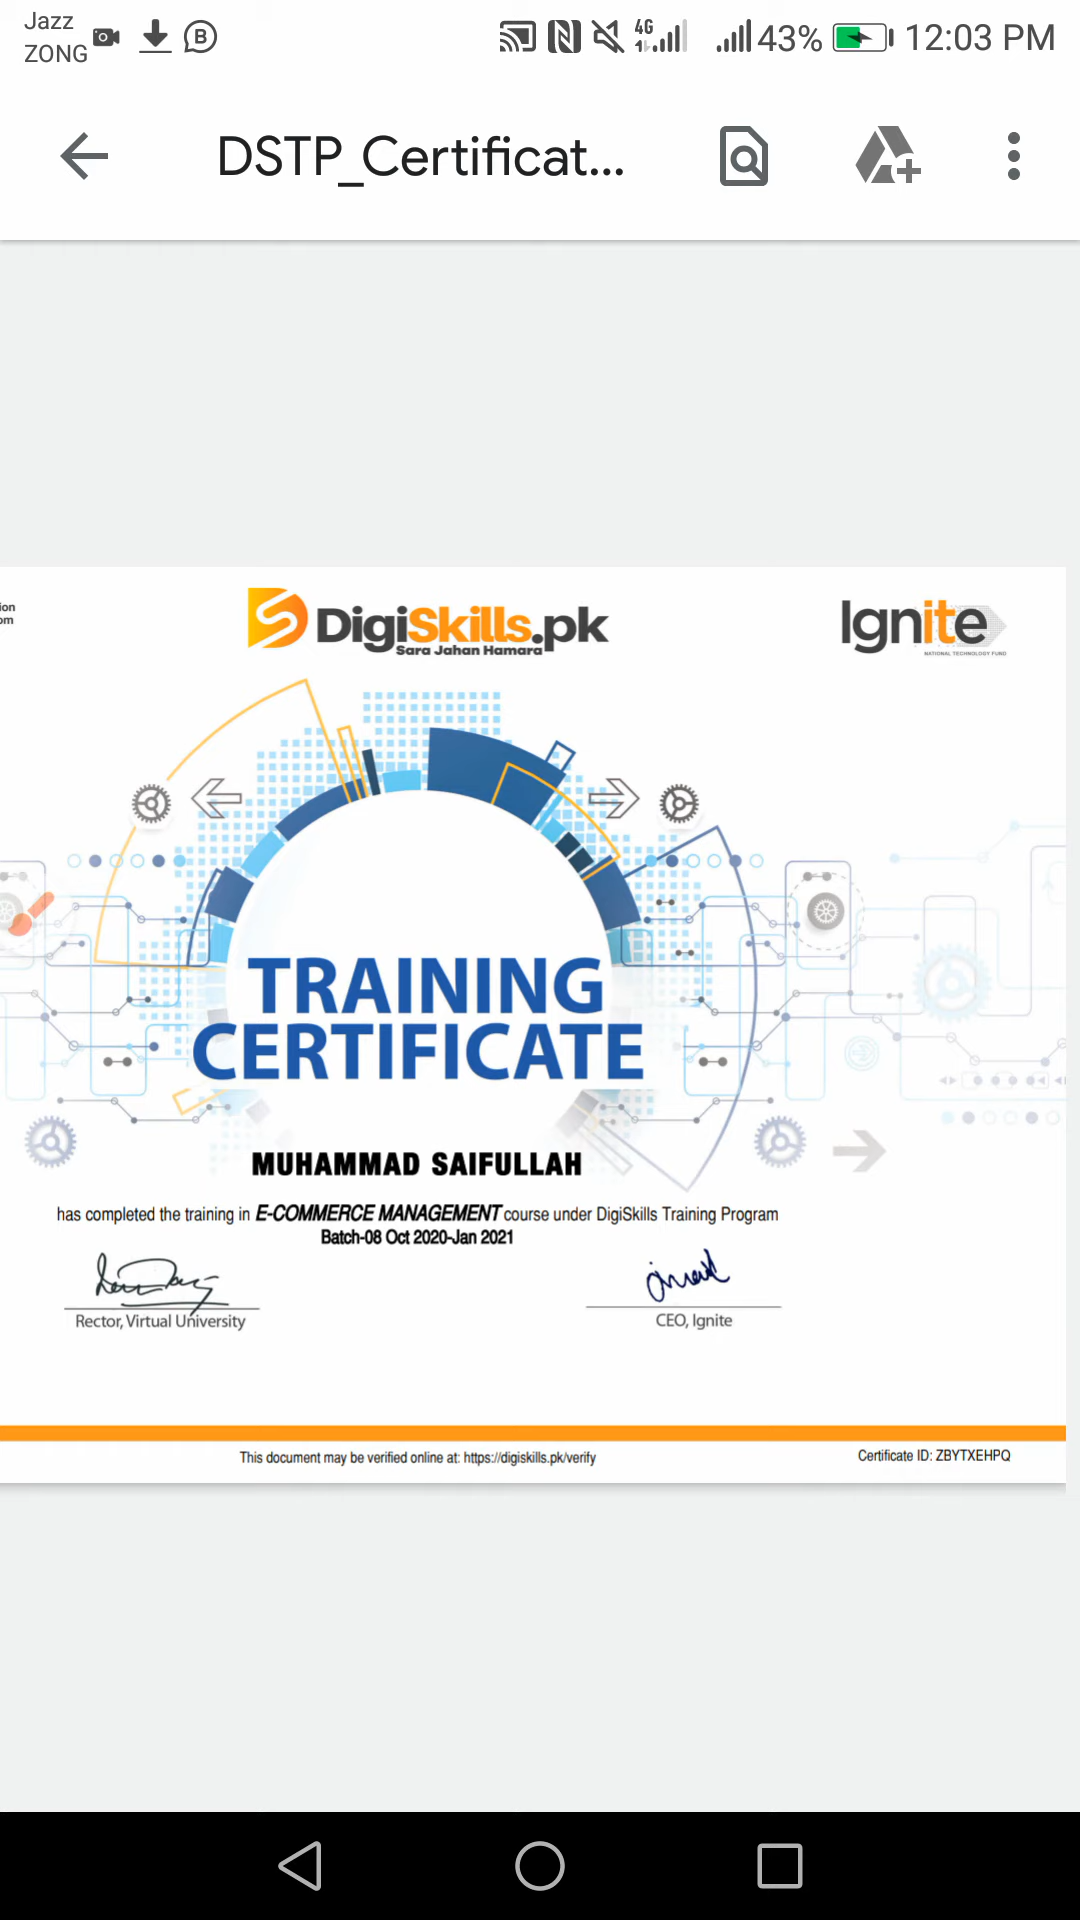 Jazz
ZONG
B
4G
43%
12:03 PM
DSTP_Certificat...
ion
om
DigiSkills.pk
Sara Jahan Hamara
Ignite
NATIONAL TECHNOLOGY FUND
TRAINING
CERTIFICATE
MUHAMMAD SAIFULLAH
has completed the training in E-COMMERCE MANAGEMENT course under DigiSkills Training Program
Batch-08 Oct 2020-Jan 2021
Rector, Virtual University
CEO, Ignite
This document may be verified online at: https://digiskills.pk/verify
Certificate ID: ZBYTXEHPQ